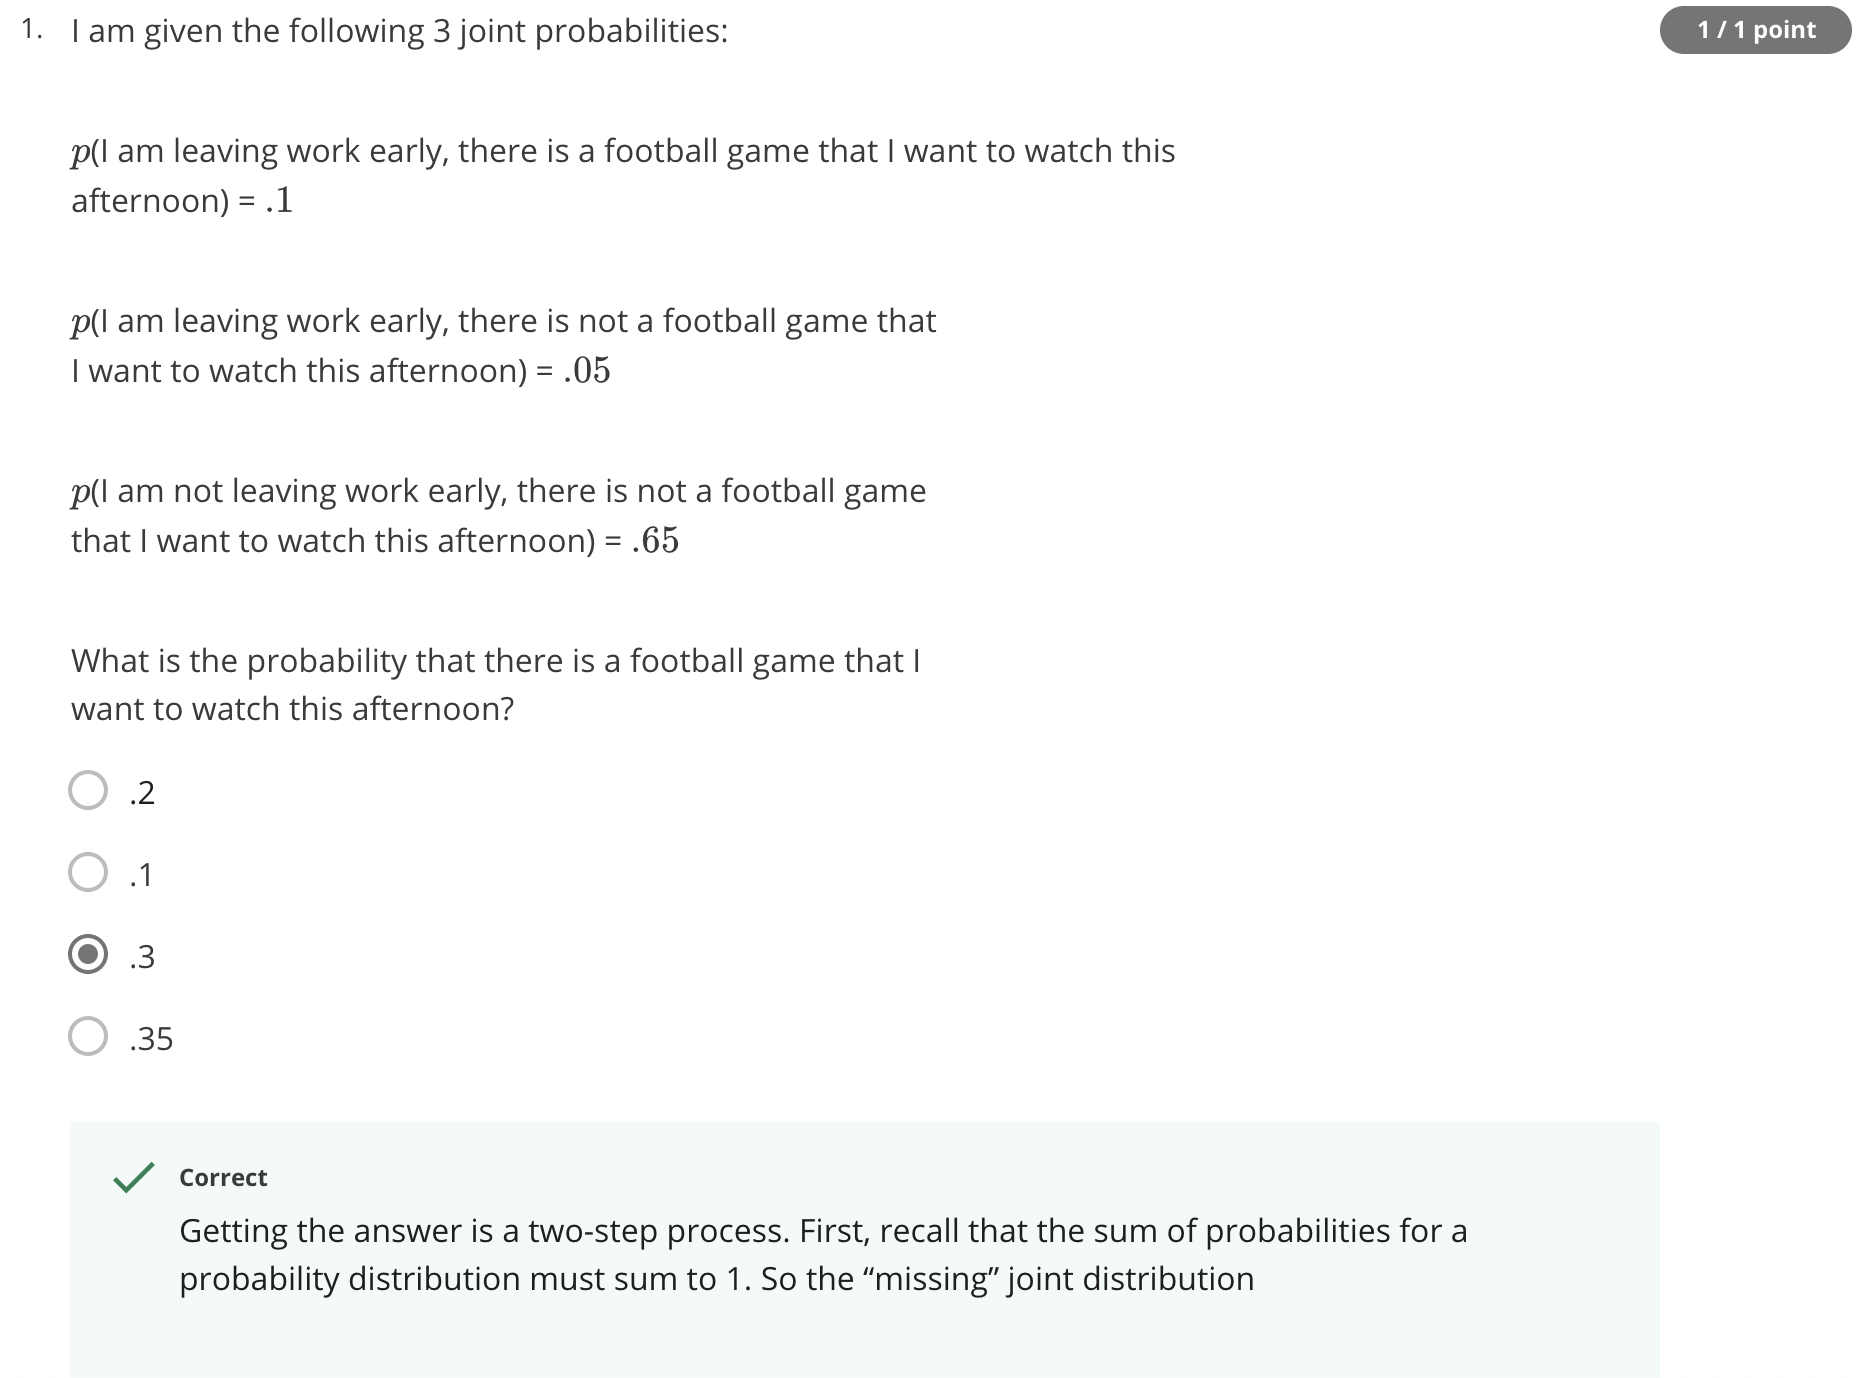 1. I am given the following 3 joint probabilities:
1 / 1 point
p(I am leaving work early, there is a football game that I want to watch this
afternoon) = .1
p(I am leaving work early, there is not a football game that
I want to watch this afternoon) = .05
p(I am not leaving work early, there is not a football game
that I want to watch this afternoon) = .65
What is the probability that there is a football game that I
want to watch this afternoon?
.2
.1
.3
.35
Correct
Getting the answer is a two-step process. First, recall that the sum of probabilities for a
probability distribution must sum to 1. So the “missing” joint distribution